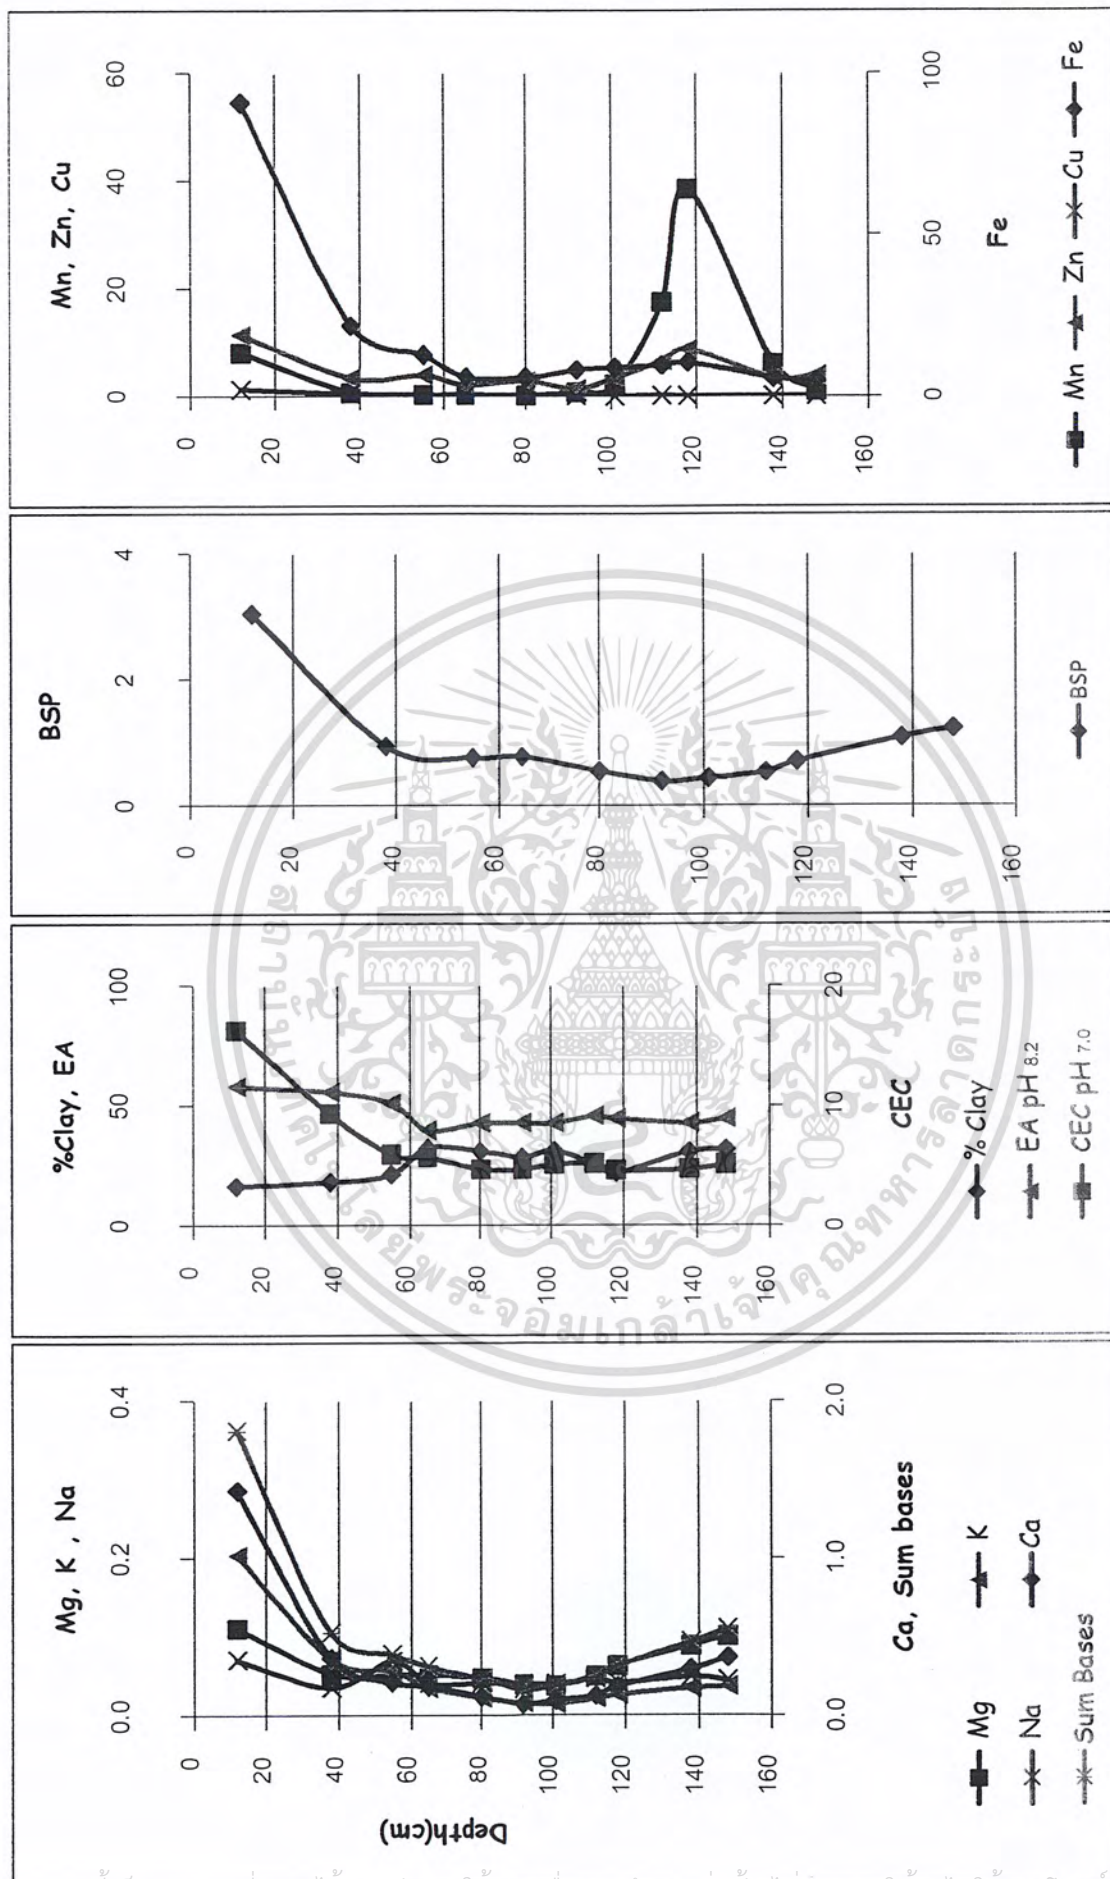 Mg, K , Na
0.0 0.2 0.4
0
20
40
60
80
100
120
140
160
Depth(cm)
0.0 1.0 2.0
Ca, Sum bases
Mg K
Na Ca
Sum Bases
%Clay, EA
0 50 100
0
20
40
60
80
100
120
140
160
0 10 20
CEC
% Clay
EA pH 8.2
CEC pH 7.0
BSP
0 2 4
0
20
40
60
80
100
120
140
160
BSP
Mn, Zn, Cu
0 20 40 60
0
20
40
60
80
100
120
140
160
0 50 100
Fe
Mn Zn Cu Fe